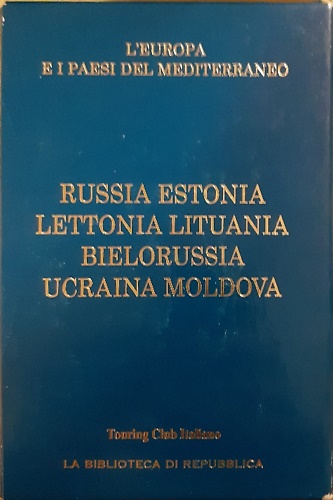 L'EUROPA
E I PAESI DEL MEDITERRANEO
RUSSIA ESTONIA
LETTONIA LITUANIA
BIELORUSSIA
UCRAINA MOLDOVA
Touring Club Italiano
LA BIBLIOTECA DI REPUBBLICA